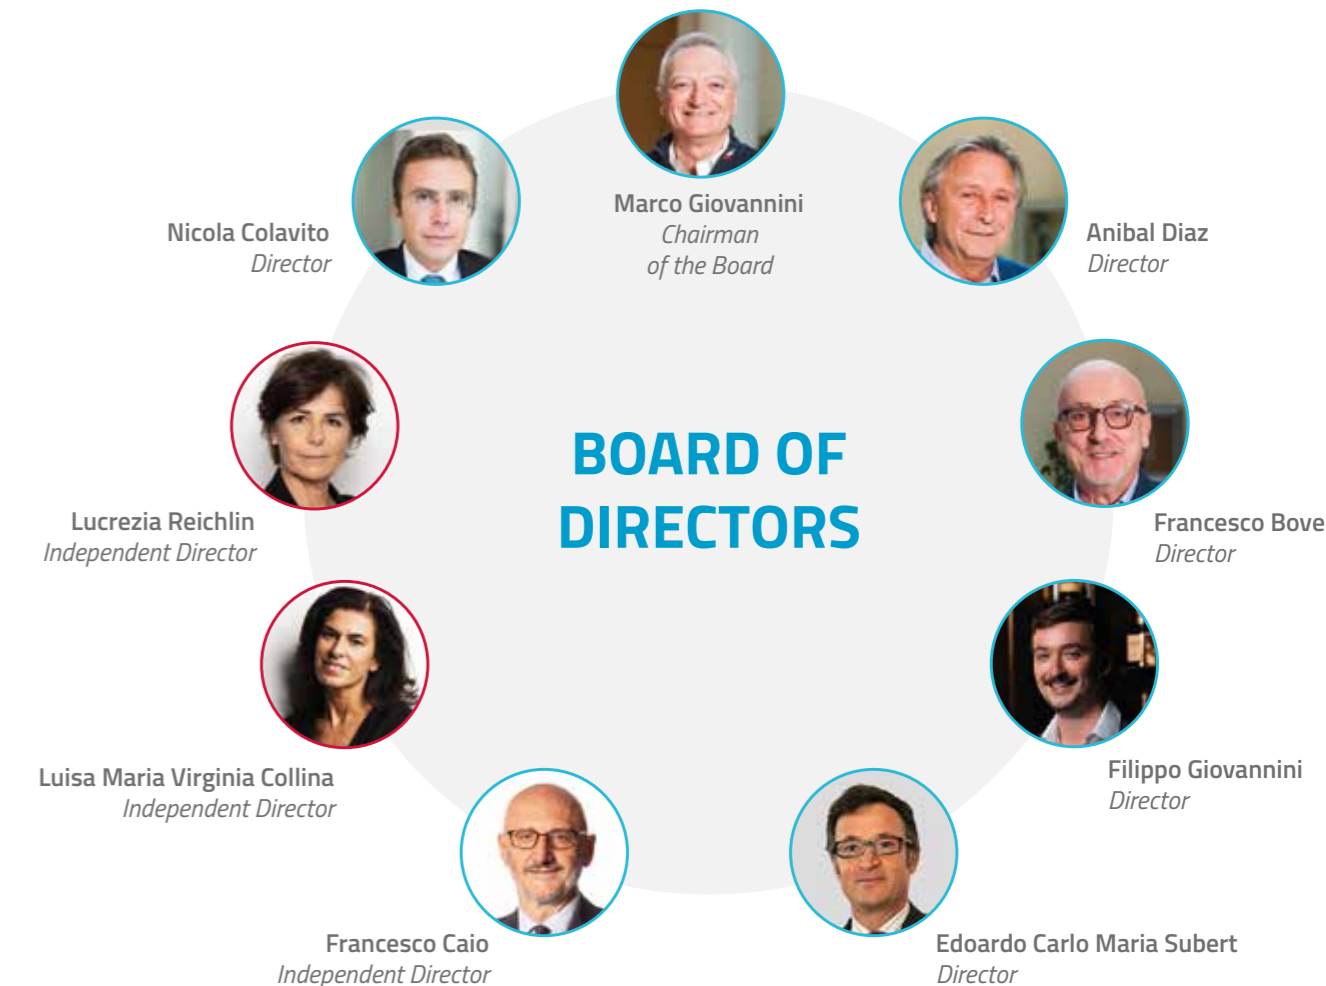 Marco Giovannini
Chairman
of the Board
Nicola Colavito
Director
Anibal Diaz
Director
BOARD OF
DIRECTORS
Lucrezia Reichlin
Independent Director
Francesco Bove
Director
Luisa Maria Virginia Collina
Independent Director
Filippo Giovannini
Director
Francesco Caio
Independent Director
Edoardo Carlo Maria Subert
Director